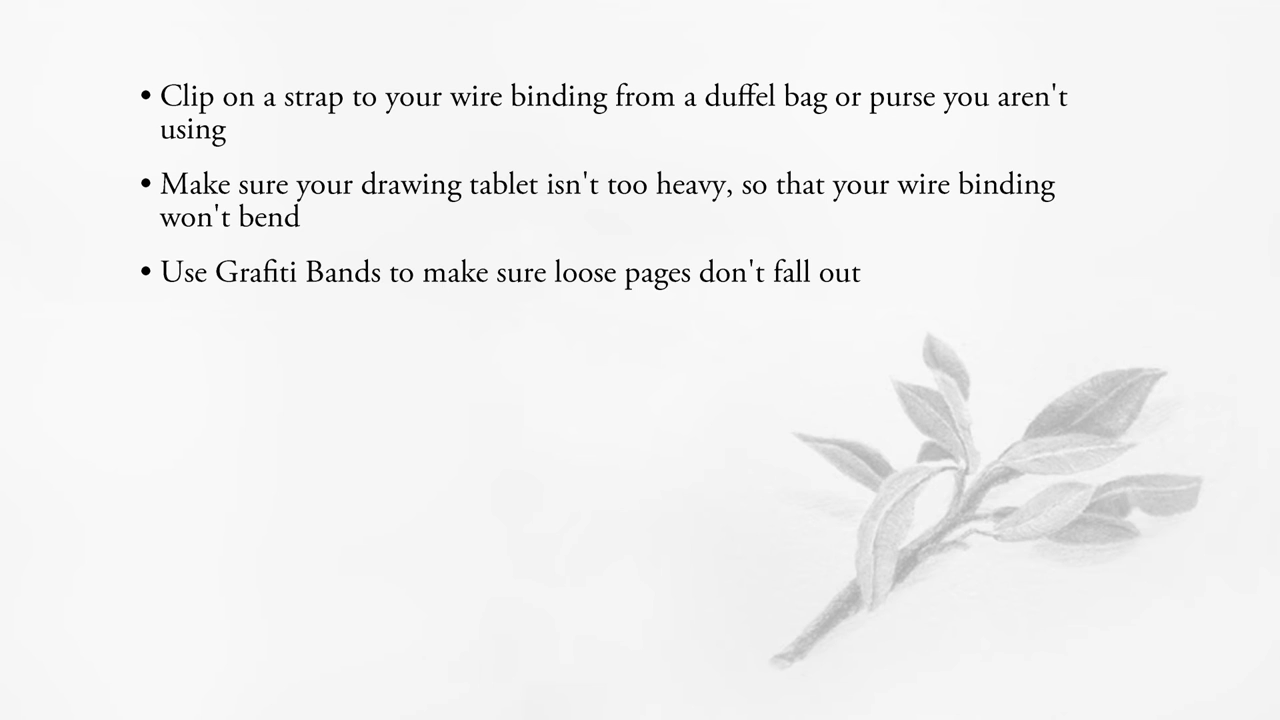 • Clip on a strap to your wire binding from a duffel bag or purse you aren't
using
• Make sure your drawing tablet isn't too heavy, so that your wire binding
won't bend
• Use Grafiti Bands to make sure loose pages don't fall out